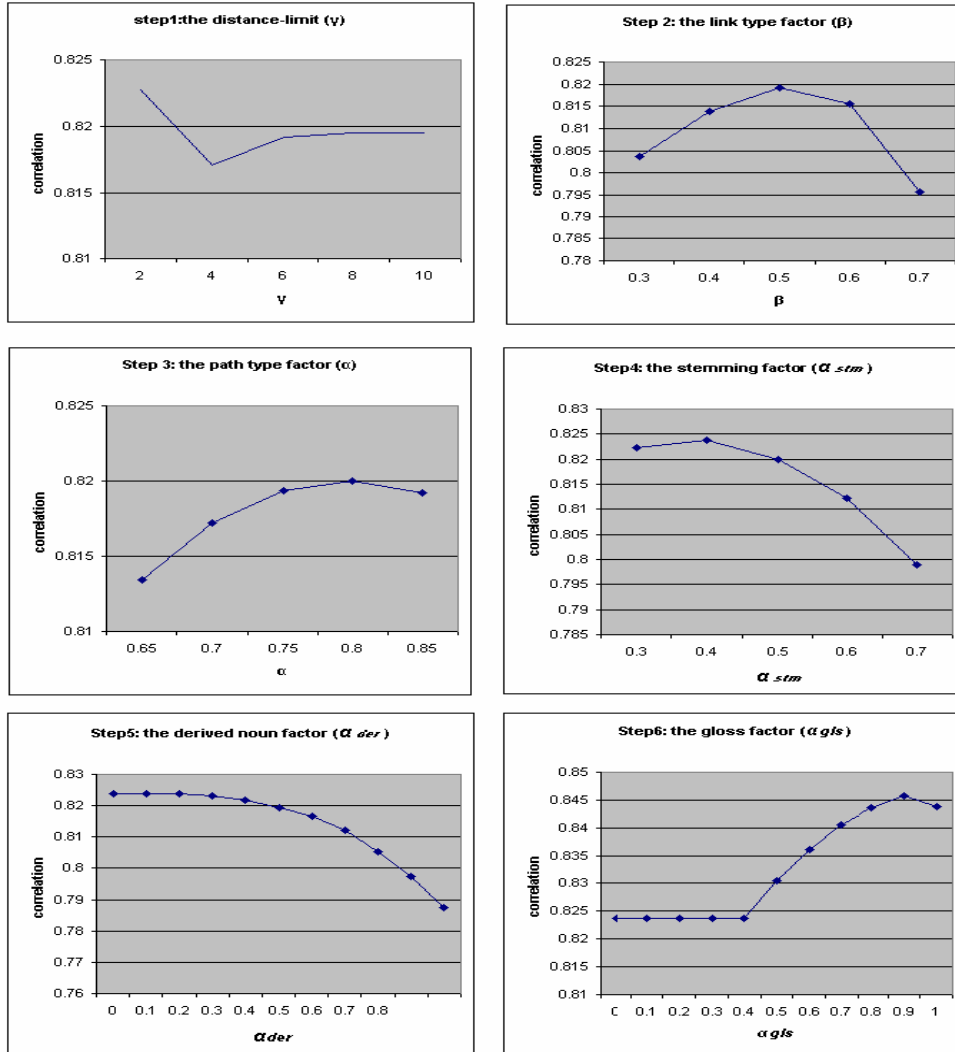 step1:the distance-limit (γ)
0.825
0.82
0.815
0.81
correlation
2 4 6 8 10
γ
Step 2: the link type factor (β)
0.825
0.82
0.815
0.81
0.805
0.8
0.795
0.79
0.785
0.78
correlation
0.3 0.4 0.5 0.6 0.7
β
Step 3: the path type factor (α)
0.825
0.82
0.815
0.81
correlation
0.65 0.7 0.75 0.8 0.85
α
Step4: the stemming factor (α stm)
0.83
0.825
0.82
0.815
0.81
0.805
0.8
0.795
0.79
0.785
correlation
0.3 0.4 0.5 0.6 0.7
α stm
Step5: the derived noun factor (α der)
0.83
0.82
0.81
0.8
0.79
0.78
0.77
0.76
correlation
0 0.1 0.2 0.3 0.4 0.5 0.6 0.7 0.8
α der
Step6: the gloss factor (α gls)
0.85
0.845
0.84
0.835
0.83
0.825
0.82
0.815
0.81
correlation
0 0.1 0.2 0.3 0.4 0.5 0.6 0.7 0.8 0.9 1
α gls